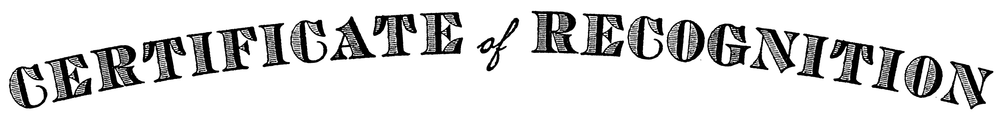 CERTIFICATE of RECOGNITION